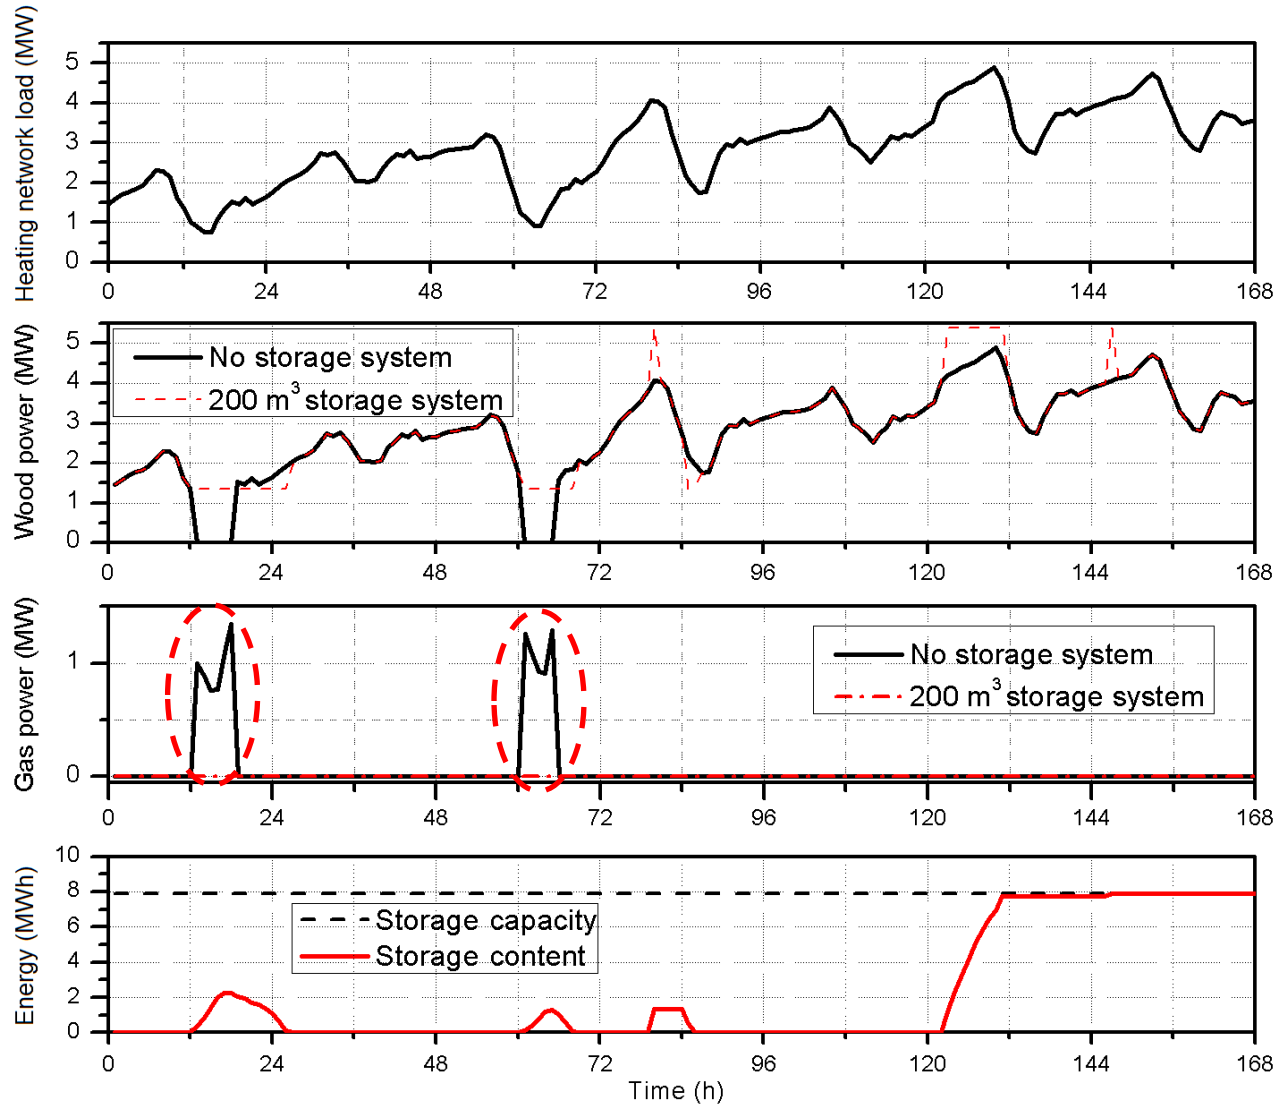 Heating network load (MW)
5
4
3
2
1
0
0 24 48 72 96 120 144 168
Wood power (MW)
No storage system
200 m³ storage system
5
4
3
2
1
0
0 24 48 72 96 120 144 168
Gas power (MW)
No storage system
200 m³ storage system
1
0
0 24 48 72 96 120 144 168
Energy (MWh)
10
8
6
4
2
0
Storage capacity
Storage content
0 24 48 72 96 120 144 168
Time (h)